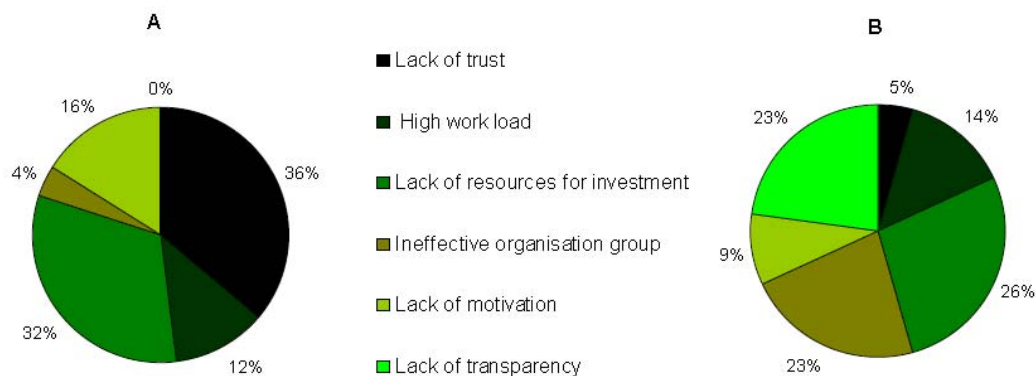 A
0%
16%
4%
36%
32%
12%
Lack of trust
High work load
Lack of resources for investment
Ineffective organisation group
Lack of motivation
Lack of transparency
B
5%
23%
14%
9%
26%
23%